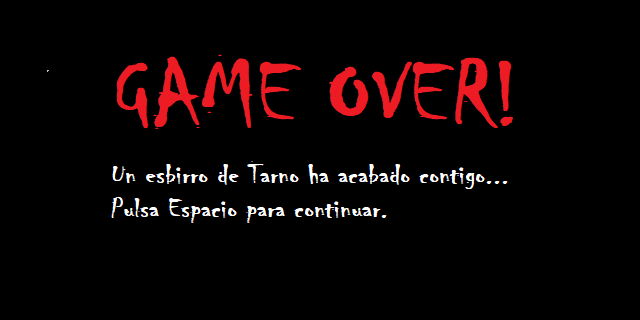 GAME OVER!
Un esbirro de Tarno ha acabado contigo...
Pulsa Espacio para continuar.